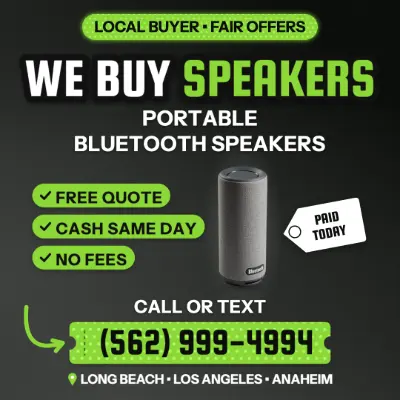 LOCAL BUYER • FAIR OFFERS
WE BUY SPEAKERS
PORTABLE
BLUETOOTH SPEAKERS
✓ FREE QUOTE
✓ CASH SAME DAY
✓ NO FEES
PAID
TODAY
CALL OR TEXT
(562) 999-4994
LONG BEACH • LOS ANGELES • ANAHEIM